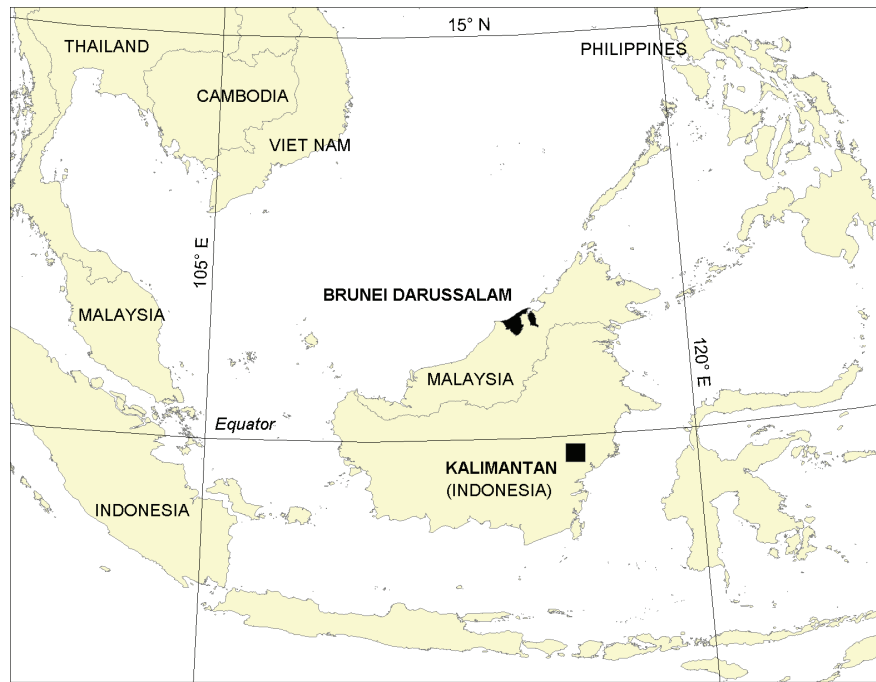 15° N
THAILAND
PHILIPPINES
CAMBODIA
VIET NAM
105° E
BRUNEI DARUSSALAM
MALAYSIA
120° E
MALAYSIA
Equator
KALIMANTAN
(INDONESIA)
INDONESIA